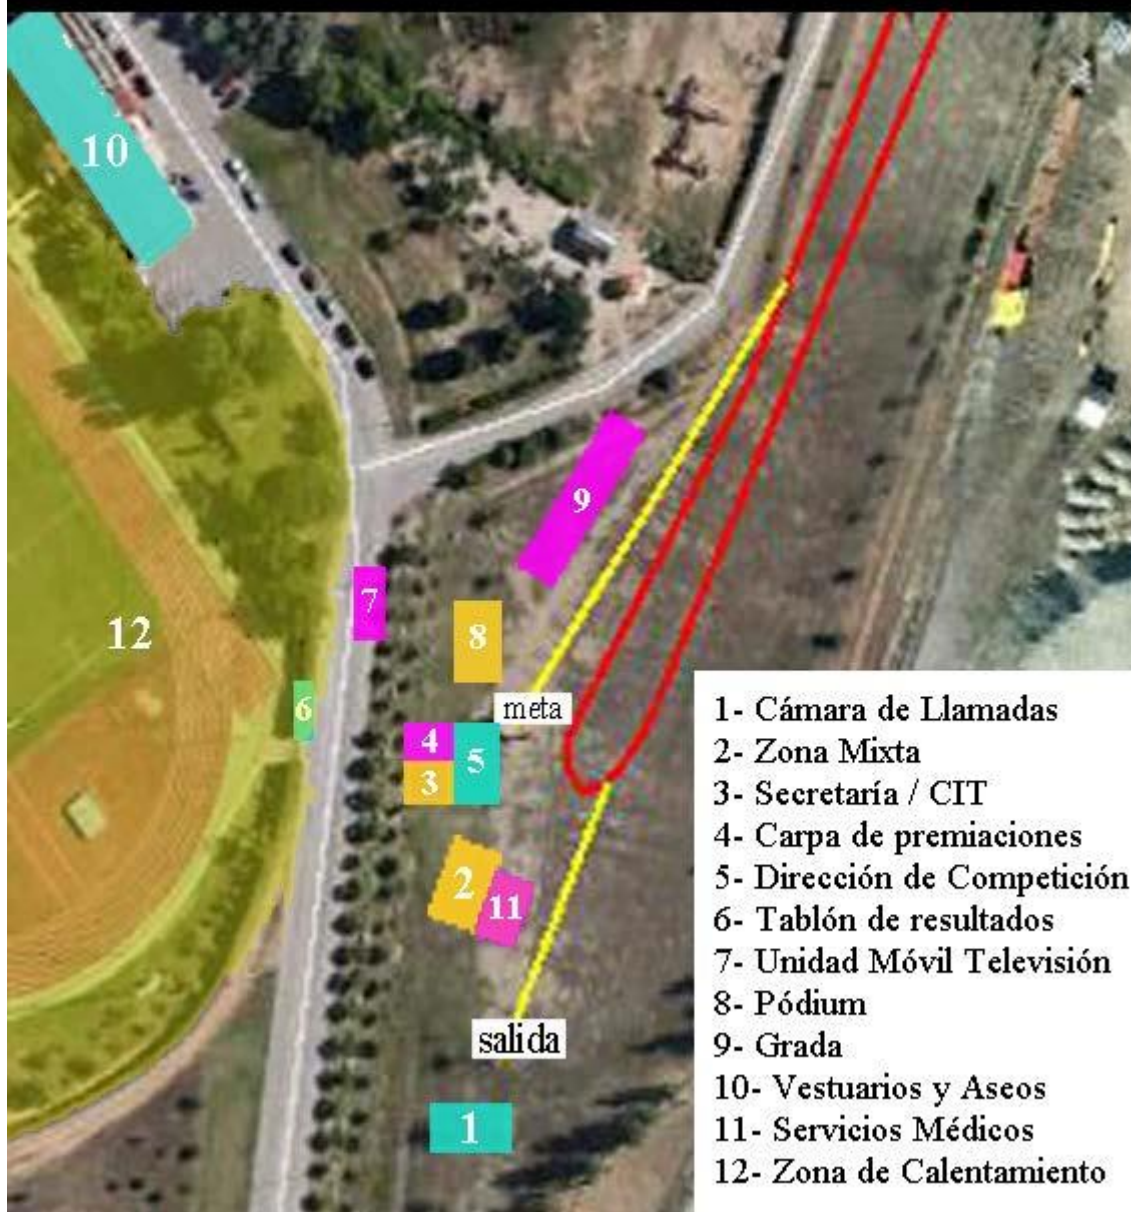 10
9
7
8
12
6
meta
4
5
3
2
11
salida
1
1- Cámara de Llamadas
2- Zona Mixta
3- Secretaría / CIT
4- Carpa de premiaciones
5- Dirección de Competición
6- Tablón de resultados
7- Unidad Móvil Televisión
8- Pódium
9- Grada
10- Vestuarios y Aseos
11- Servicios Médicos
12- Zona de Calentamiento